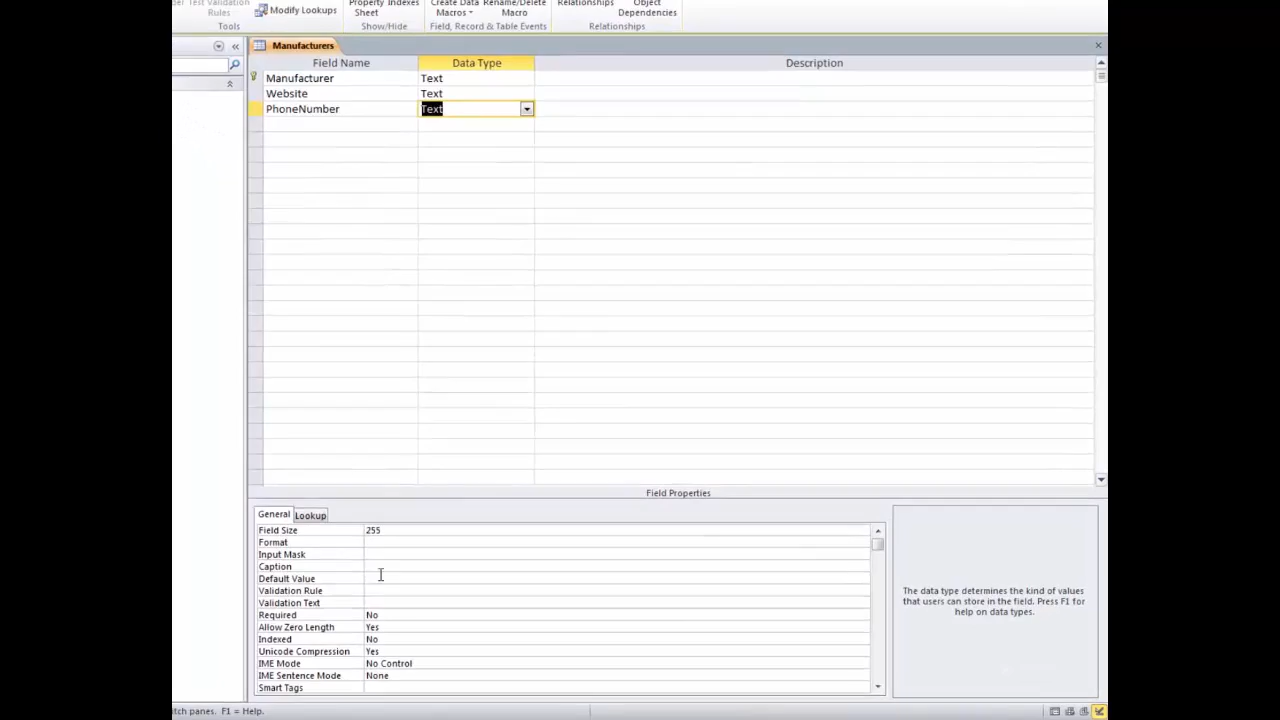 Test Validation
Rules
Modify Lookups
Tools
Property Indexes
Sheet
Show/Hide
Create Data Rename/Delete
Macros Macro
Field, Record & Table Events
Relationships Object
Dependencies
Relationships
Manufacturers
Field Name Data Type Description
Manufacturer Text
Website Text
PhoneNumber Text
Field Properties
General Lookup
Field Size 255
Format
Input Mask
Caption
Default Value
Validation Rule
Validation Text
Required No
Allow Zero Length Yes
Indexed No
Unicode Compression Yes
IME Mode No Control
IME Sentence Mode None
Smart Tags
The data type determines the kind of values
that users can store in the field. Press F1 for
help on data types.
itch panes. F1 = Help.